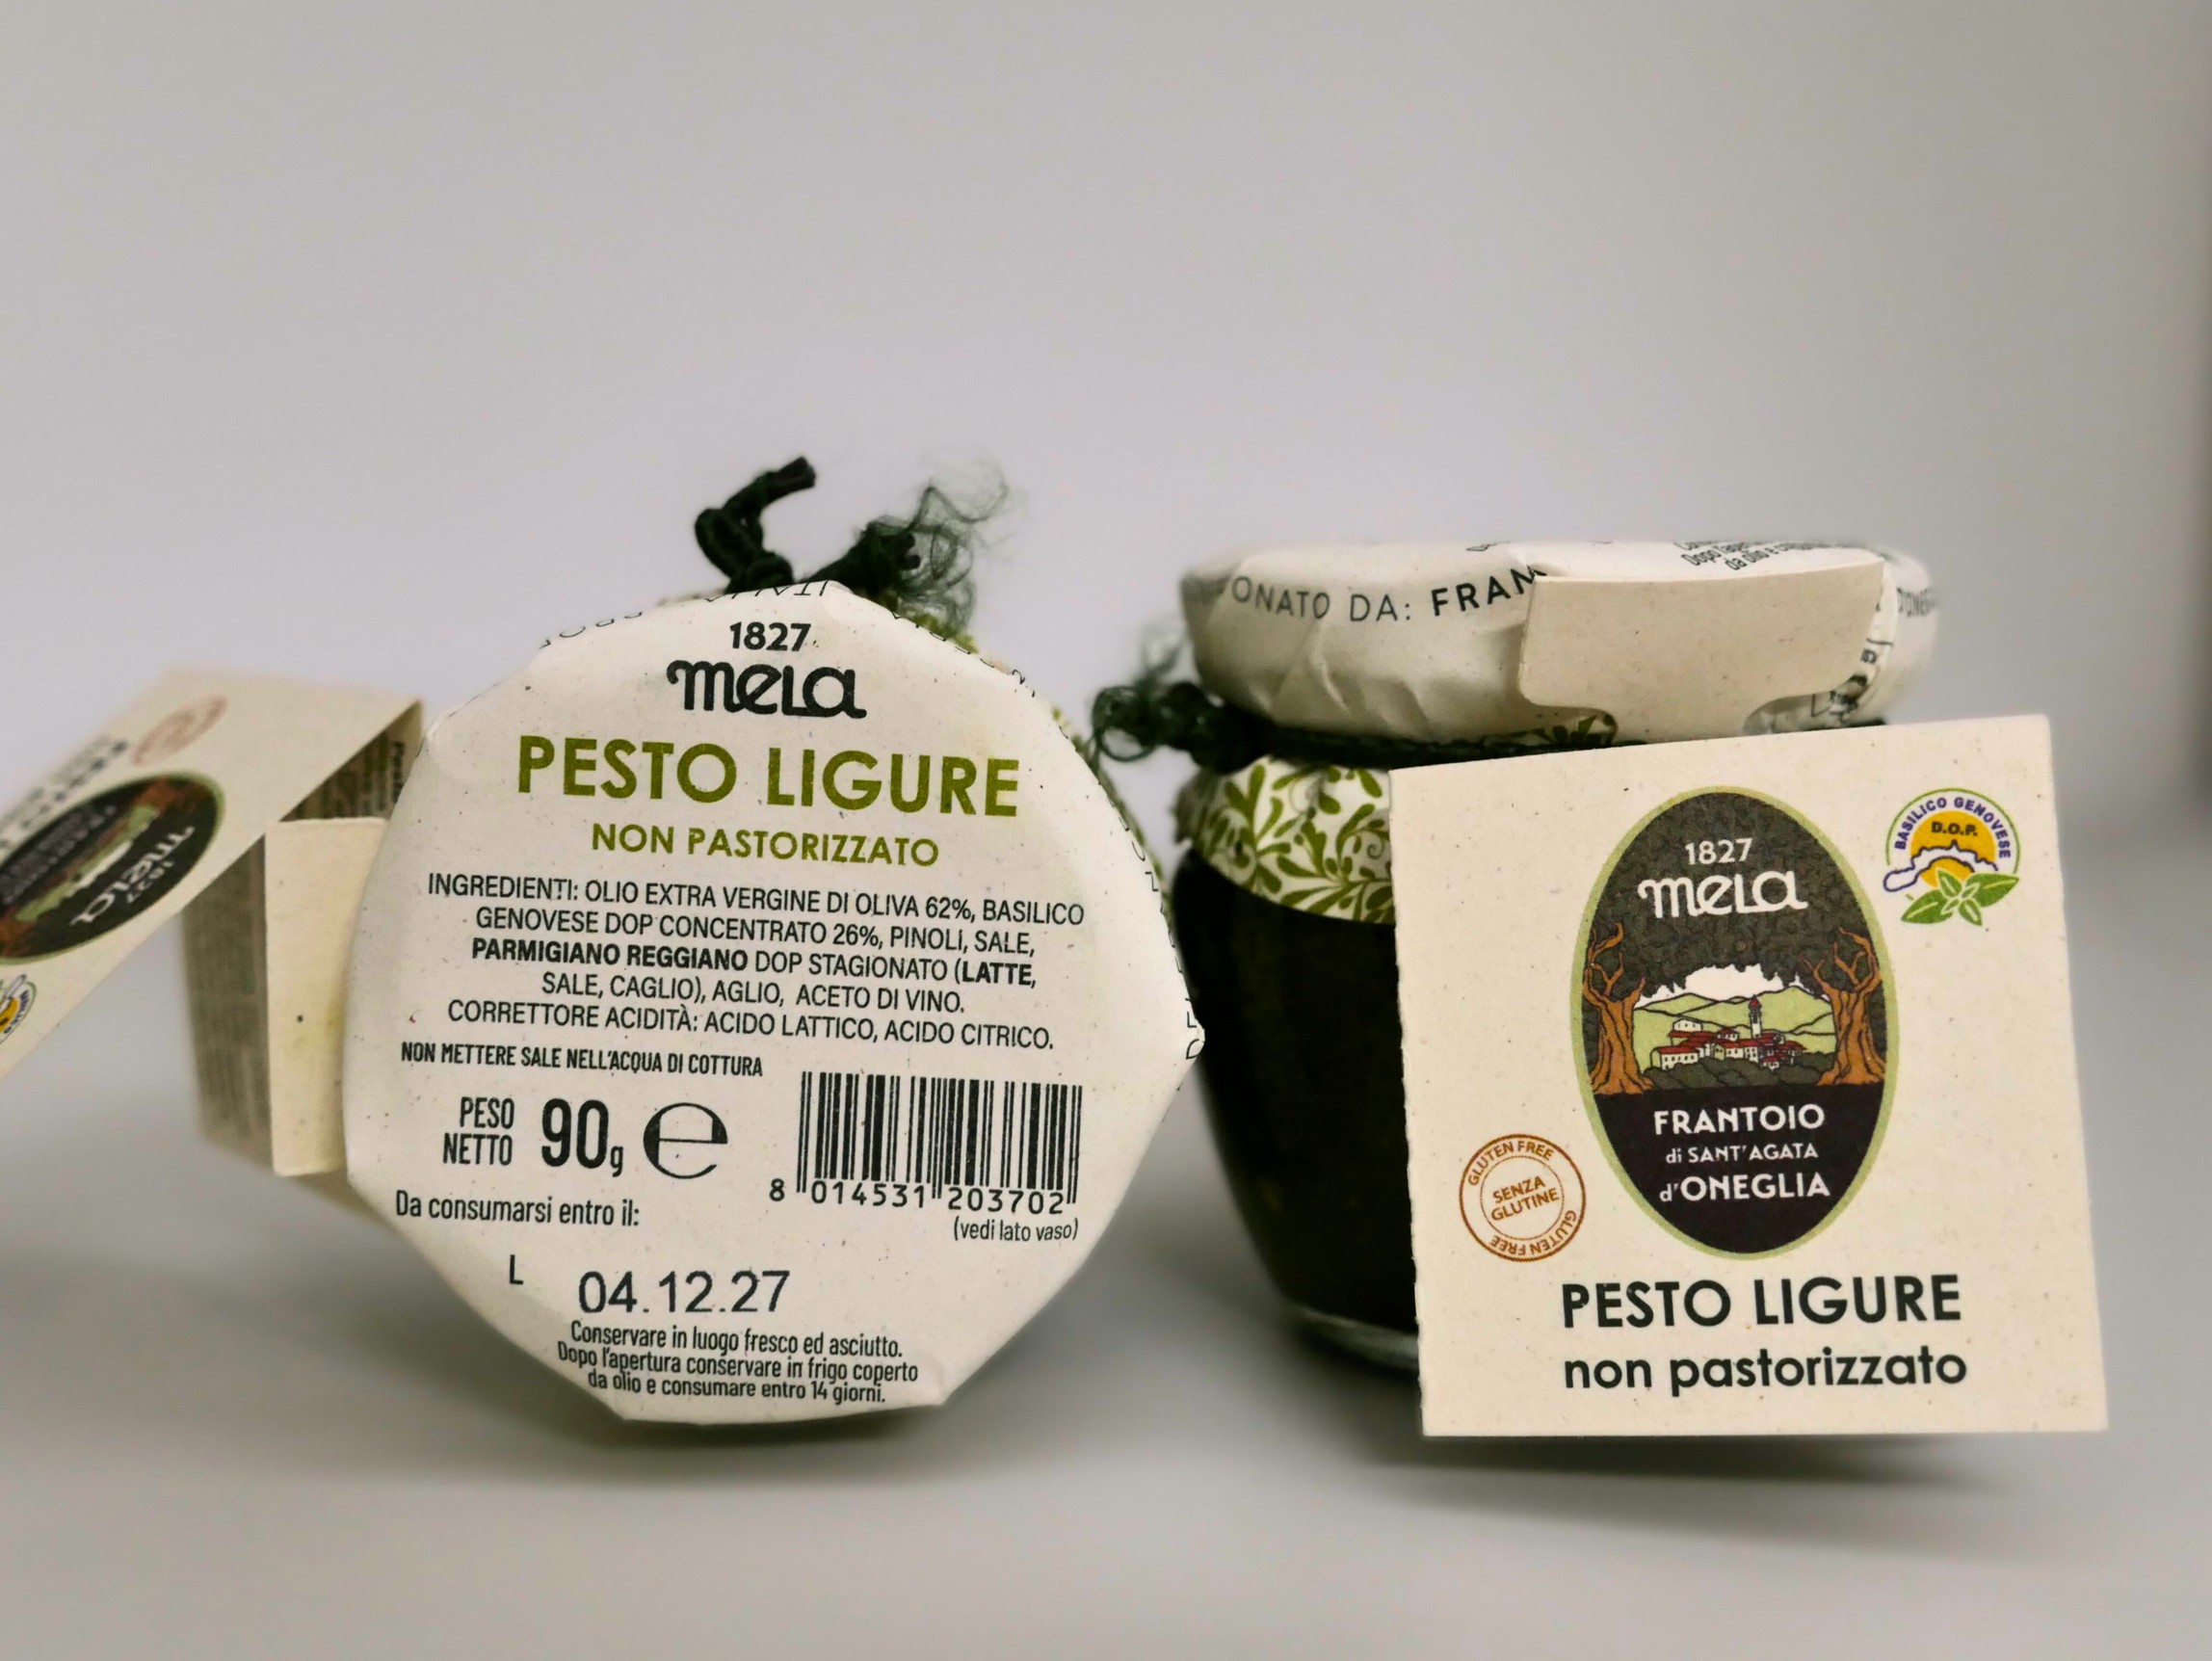 1827
mela
PESTO LIGURE
NON PASTORIZZATO
INGREDIENTI: OLIO EXTRA VERGINE DI OLIVA 62%, BASILICO
GENOVESE DOP CONCENTRATO 26%, PINOLI, SALE,
PARMIGIANO REGGIANO DOP STAGIONATO (LATTE,
SALE, CAGLIO), AGLIO, ACETO DI VINO.
CORRETTORE ACIDITÀ: ACIDO LATTICO, ACIDO CITRICO.
NON METTERE SALE NELL'ACQUA DI COTTURA
PESO
NETTO 90g e
8 014531 203702
(vedi lato vaso)
Da consumarsi entro il:
L 04.12.27
Conservare in luogo fresco ed asciutto.
Dopo l'apertura conservare in frigo coperto
da olio e consumare entro 14 giorni.
1827
mela
ONATO DA: FRAN
1827
mela
BASILICO GENOVESE
D.O.P.
FRANTOIO
di SANT'AGATA
d'ONEGLIA
GLUTEN FREE
SENZA
GLUTINE
GLUTEN FREE
PESTO LIGURE
non pastorizzato